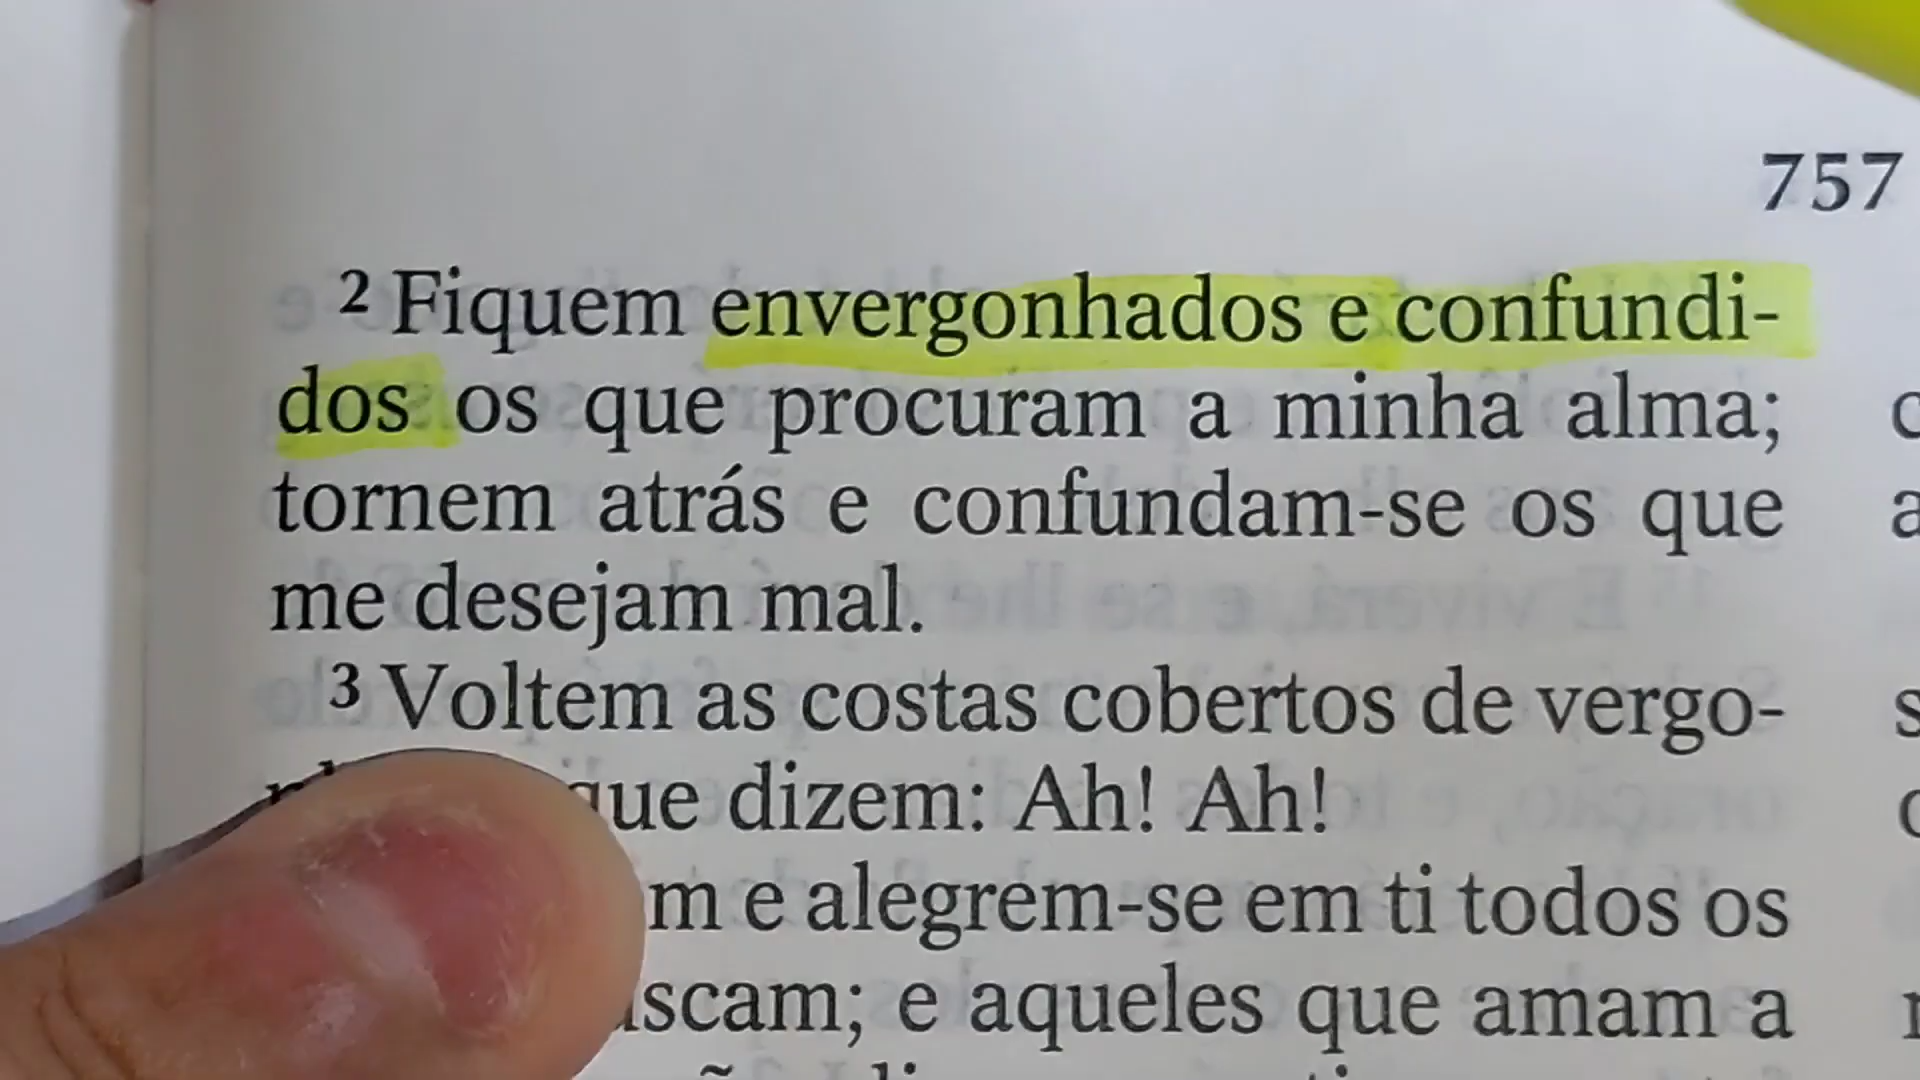 757
2 Fiquem envergonhados e confundi-
dos os que procuram a minha alma;
tornem atrás e confundam-se os que
me desejam mal.
3 Voltem as costas cobertos de vergo-
que dizem: Ah! Ah!
e alegrem-se em ti todos os
e aqueles que amam a